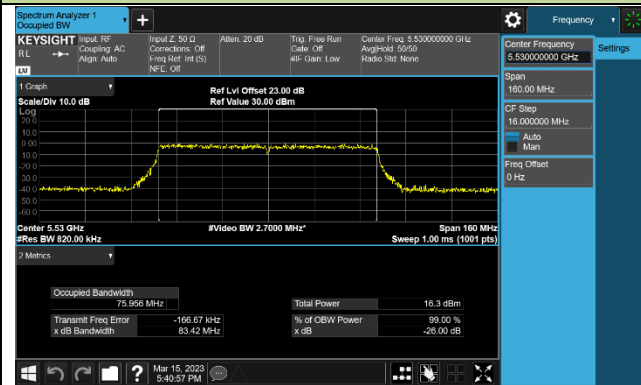 Spectrum Analyzer 1
Occupied BW
Frequency
KEYSIGHT
RL
LXI
Input: RF
Coupling: AC
Align: Auto
Input Z: 50 Ω
Corrections: Off
Freq Ref: Int (S)
NFE: Off
Atten: 20 dB
Trig: Free Run
Gate: Off
#IF Gain: Low
Center Freq: 5.530000000 GHz
Avg|Hold: 50/50
Radio Std: None
Center Frequency
5.530000000 GHz
Settings
Span
160.00 MHz
CF Step
16.000000 MHz
Auto
Man
Freq Offset
0 Hz
1 Graph
Scale/Div 10.0 dB
Ref Lvl Offset 23.00 dB
Ref Value 30.00 dBm
Log
20.0
10.0
0.00
-10.0
-20.0
-30.0
-40.0
-50.0
-60.0
Center 5.53 GHz
#Res BW 820.00 kHz
#Video BW 2.7000 MHz*
Span 160 MHz
Sweep 1.00 ms (1001 pts)
2 Metrics
Occupied Bandwidth
75.956 MHz
Total Power 16.3 dBm
Transmit Freq Error -166.67 kHz
% of OBW Power 99.00 %
x dB Bandwidth 83.42 MHz
x dB -26.00 dB
?
Mar 15, 2023
5:40:57 PM